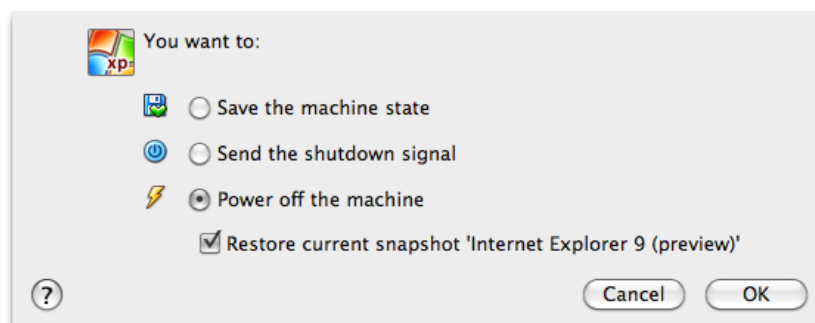 You want to:
xp
Save the machine state
Send the shutdown signal
Power off the machine
Restore current snapshot 'Internet Explorer 9 (preview)'
?
Cancel
OK